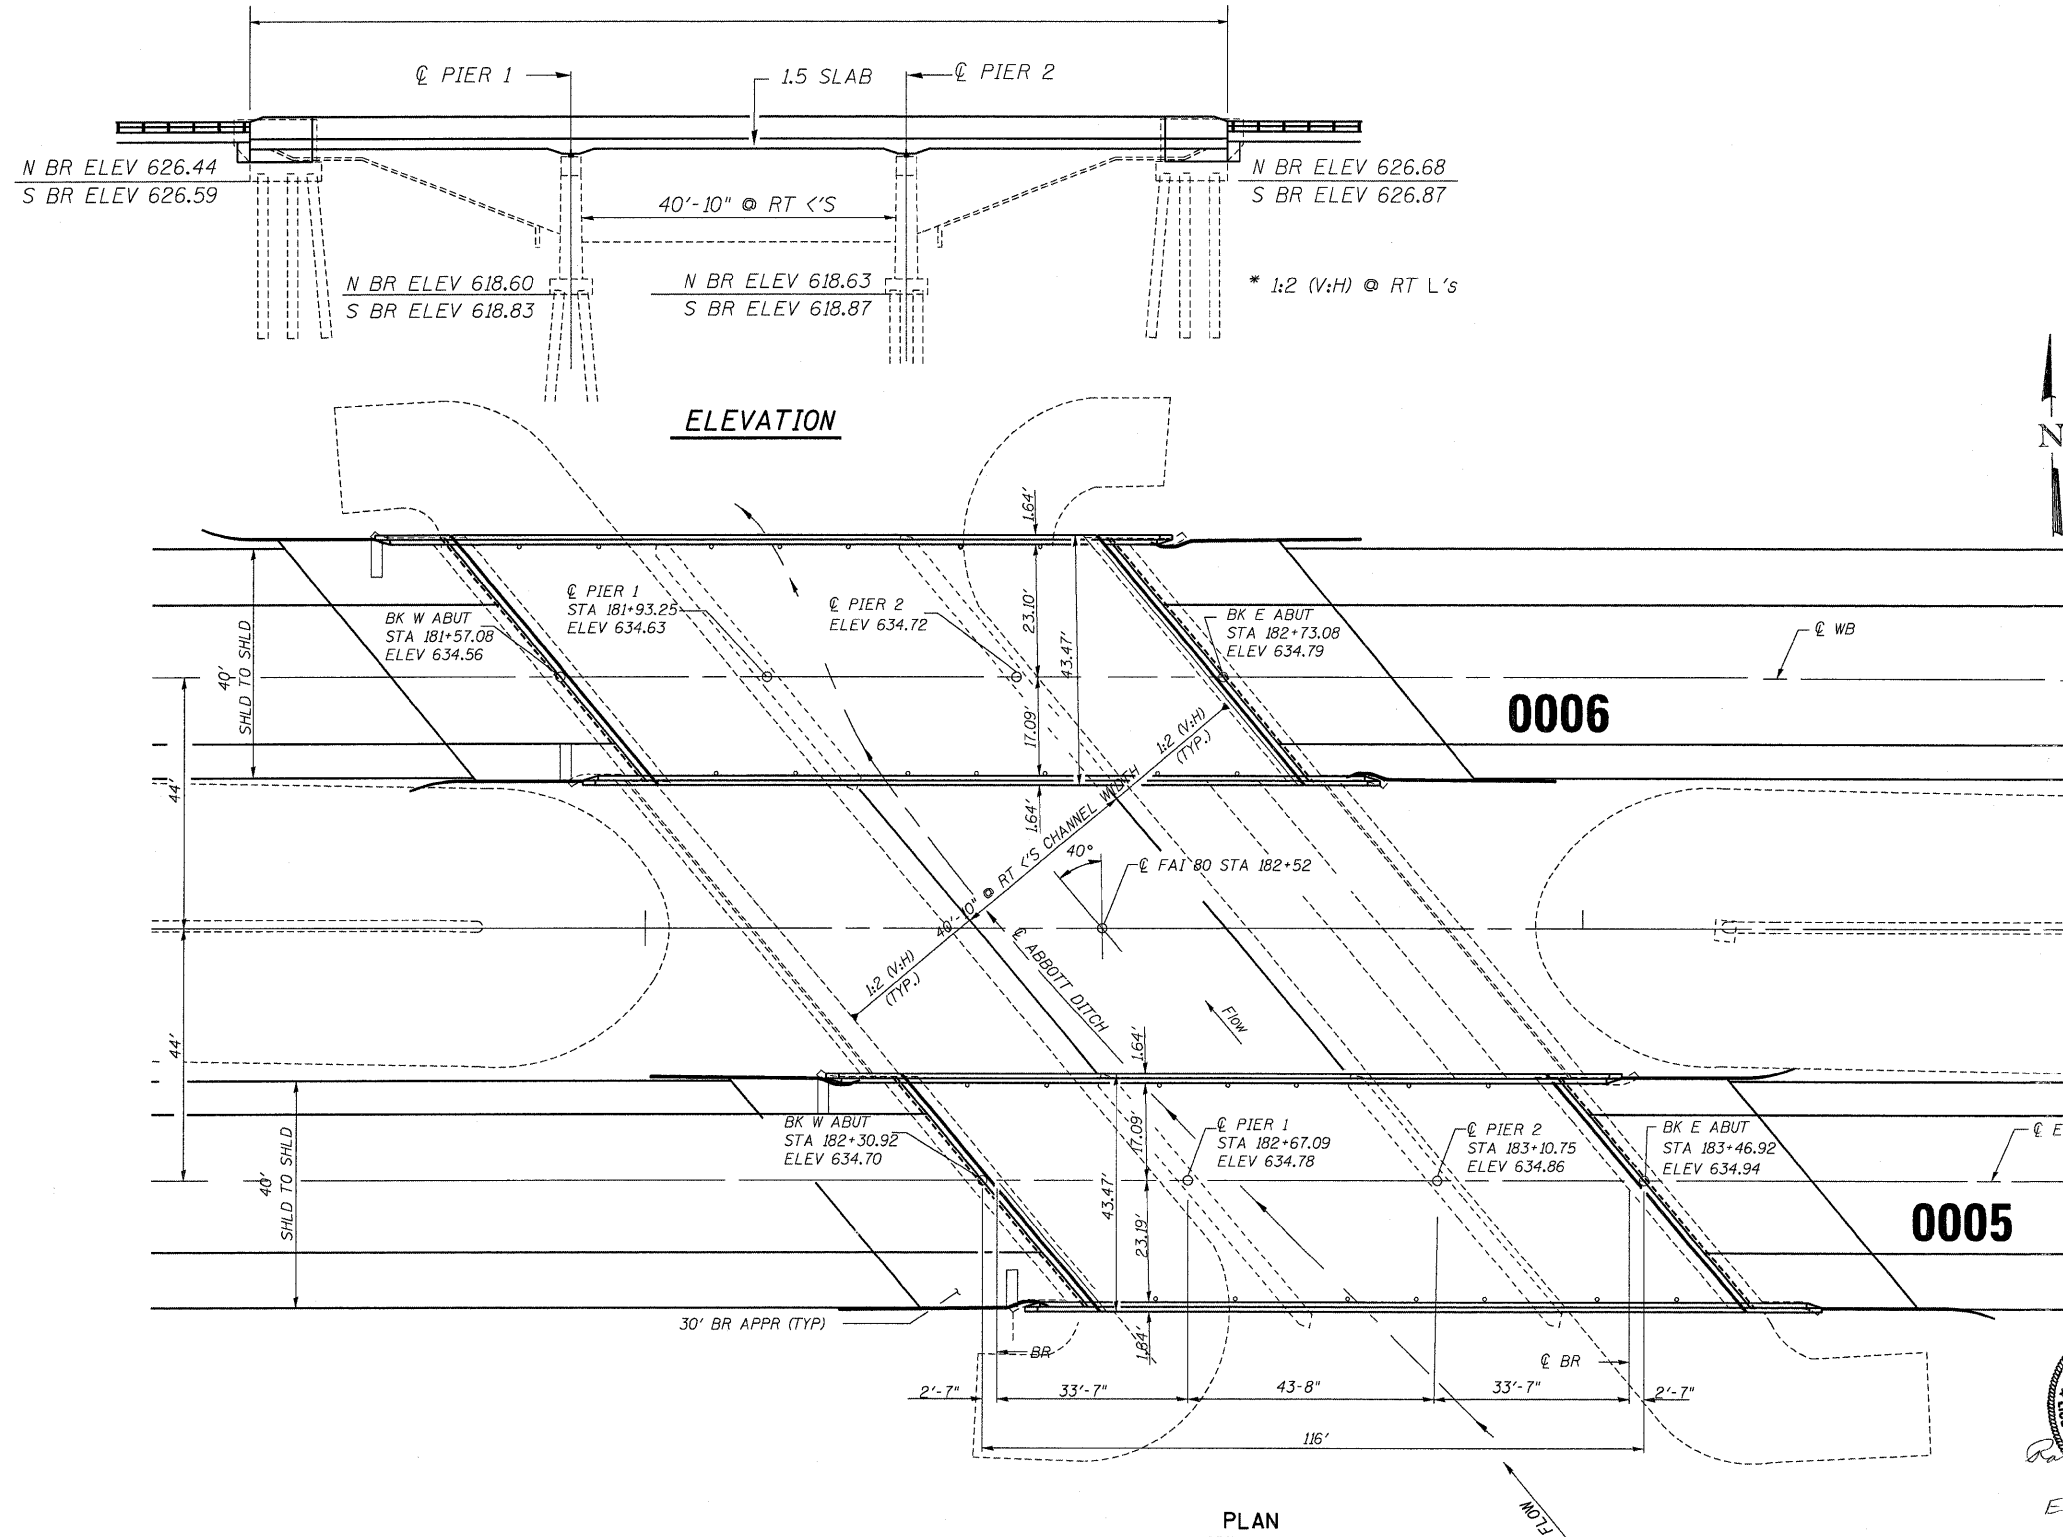 ℄ PIER 1
1.5 SLAB
℄ PIER 2
N BR ELEV 626.44
S BR ELEV 626.59
N BR ELEV 626.68
S BR ELEV 626.87
40'-10" @ RT <'S
N BR ELEV 618.60
S BR ELEV 618.83
N BR ELEV 618.63
S BR ELEV 618.87
* 1:2 (V:H) @ RT L's
ELEVATION
N
1.64'
℄ PIER 1
STA 181+93.25
ELEV 634.63
℄ PIER 2
ELEV 634.72
BK W ABUT
STA 181+57.08
ELEV 634.56
BK E ABUT
STA 182+73.08
ELEV 634.79
℄ WB
23.10'
43.47'
17.09'
40'
SHLD TO SHLD
0006
1:2 (V:H)
(TYP.)
44'
1.64'
40'-10" @ RT <'S CHANNEL WIDTH
40°
℄ FAI 80 STA 182+52
1:2 (V:H)
(TYP.)
℄ ABBOTT DITCH
Flow
44'
1.64'
BK W ABUT
STA 182+30.92
ELEV 634.70
17.09'
℄ PIER 1
STA 182+67.09
ELEV 634.78
℄ PIER 2
STA 183+10.75
ELEV 634.86
BK E ABUT
STA 183+46.92
ELEV 634.94
℄ E
40'
SHLD TO SHLD
43.47'
23.19'
0005
30' BR APPR (TYP)
1.64'
BR
℄ BR
2'-7"
33'-7"
43-8"
33'-7"
2'-7"
116'
FLOW
PLAN